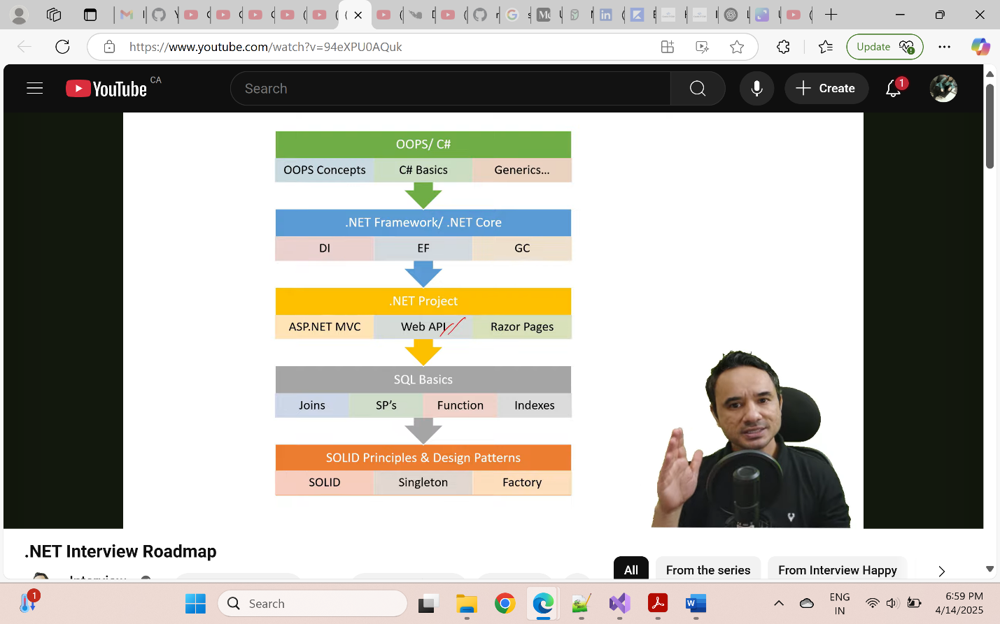 https://www.youtube.com/watch?v=94eXPU0AQuk
Update
YouTube CA
Search
Create
1
OOPS/ C#
OOPS Concepts C# Basics Generics...
.NET Framework/ .NET Core
DI EF GC
.NET Project
ASP.NET MVC Web API Razor Pages
SQL Basics
Joins SP's Function Indexes
SOLID Principles & Design Patterns
SOLID Singleton Factory
.NET Interview Roadmap
All From the series From Interview Happy
1
Search
ENG
IN
6:59 PM
4/14/2025